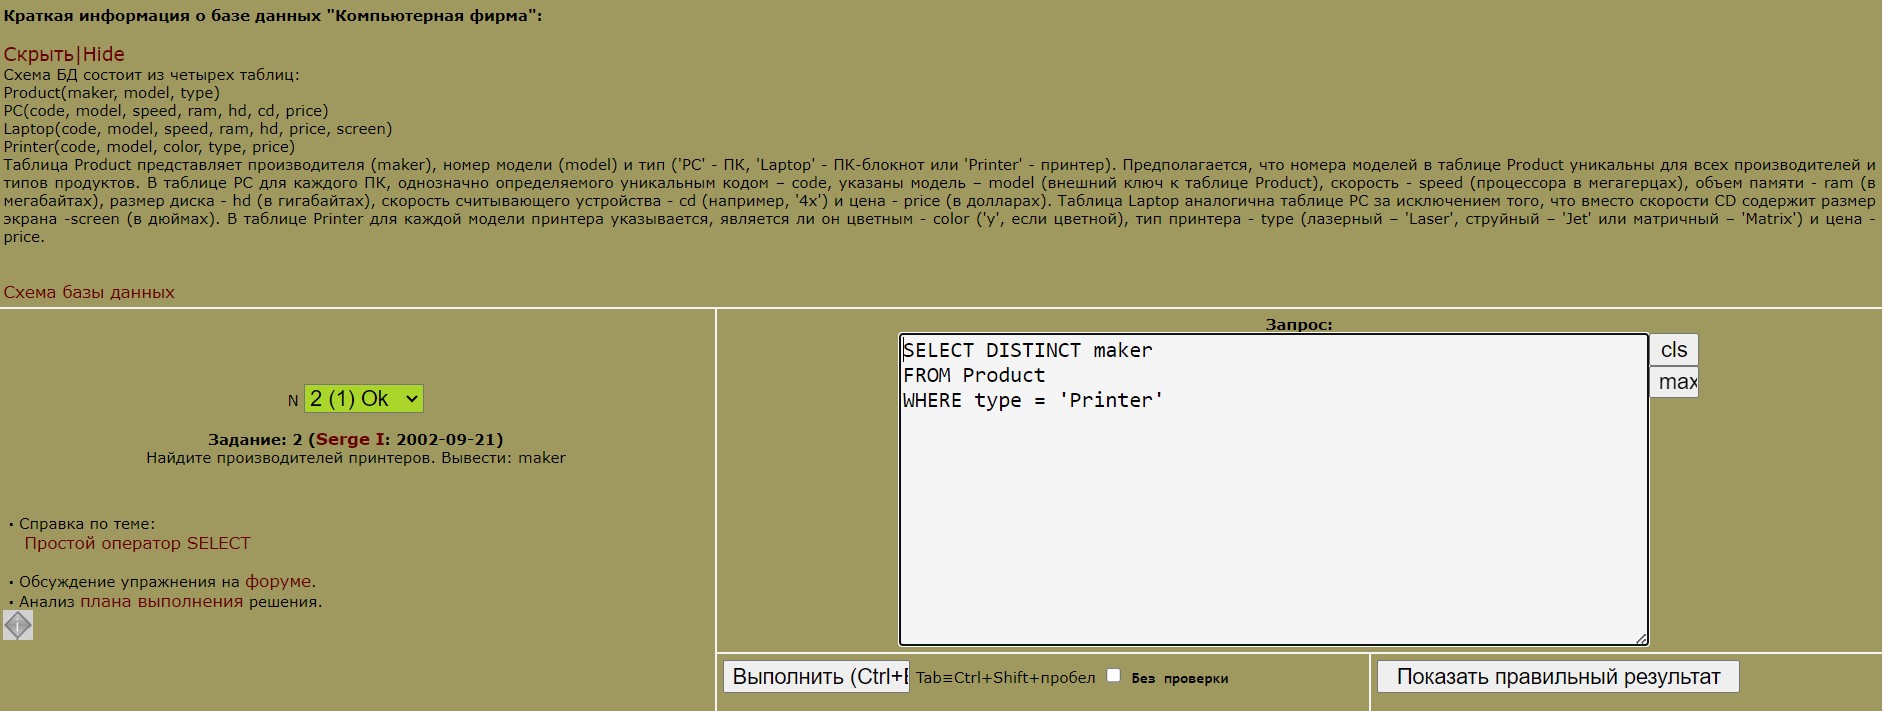 Краткая информация о базе данных "Компьютерная фирма":
Скрыть|Hide
Схема БД состоит из четырех таблиц:
Product(maker, model, type)
PC(code, model, speed, ram, hd, cd, price)
Laptop(code, model, speed, ram, hd, price, screen)
Printer(code, model, color, type, price)
Таблица Product представляет производителя (maker), номер модели (model) и тип ('PC' - ПК, 'Laptop' - ПК-блокнот или 'Printer' - принтер). Предполагается, что номера моделей в таблице Product уникальны для всех производителей и
типов продуктов. В таблице PC для каждого ПК, однозначно определяемого уникальным кодом – code, указаны модель – model (внешний ключ к таблице Product), скорость - speed (процессора в мегагерцах), объем памяти - ram (в
мегабайтах), размер диска - hd (в гигабайтах), скорость считывающего устройства - cd (например, '4x') и цена - price (в долларах). Таблица Laptop аналогична таблице РС за исключением того, что вместо скорости CD содержит размер
экрана -screen (в дюймах). В таблице Printer для каждой модели принтера указывается, является ли он цветным - color ('y', если цветной), тип принтера - type (лазерный – 'Laser', струйный – 'Jet' или матричный – 'Matrix') и цена -
price.
Схема базы данных
N 2 (1) Ok
Задание: 2 (Serge I: 2002-09-21)
Найдите производителей принтеров. Вывести: maker
· Справка по теме:
Простой оператор SELECT
· Обсуждение упражнения на форуме.
· Анализ плана выполнения решения.
i
Запрос:
SELECT DISTINCT maker
FROM Product
WHERE type = 'Printer'
cls
max
Выполнить (Ctrl+E Tab≡Ctrl+Shift+пробел Без проверки
Показать правильный результат